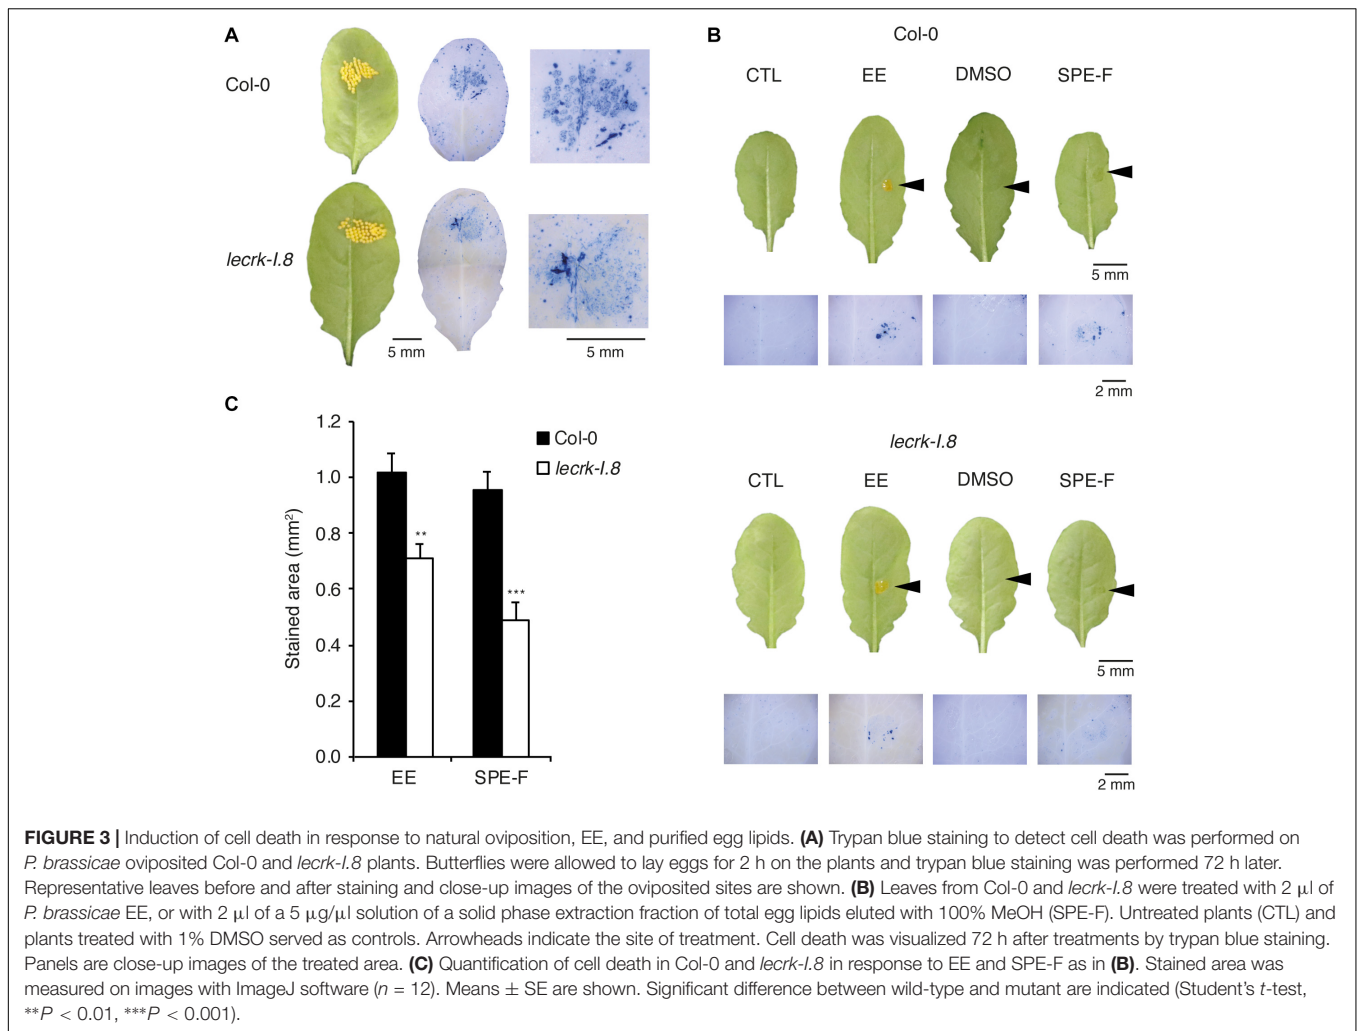 A
Col-0
lecrk-I.8
5 mm
5 mm
B
Col-0
CTL EE DMSO SPE-F
5 mm
2 mm
lecrk-I.8
CTL EE DMSO SPE-F
5 mm
2 mm
C
1.2
1.0
0.8
0.6
0.4
0.2
0.0
Stained area (mm²)
Col-0
lecrk-I.8
**
***
EE SPE-F
FIGURE 3 | Induction of cell death in response to natural oviposition, EE, and purified egg lipids. (A) Trypan blue staining to detect cell death was performed on
P. brassicae oviposited Col-0 and lecrk-I.8 plants. Butterflies were allowed to lay eggs for 2 h on the plants and trypan blue staining was performed 72 h later.
Representative leaves before and after staining and close-up images of the oviposited sites are shown. (B) Leaves from Col-0 and lecrk-I.8 were treated with 2 μl of
P. brassicae EE, or with 2 μl of a 5 μg/μl solution of a solid phase extraction fraction of total egg lipids eluted with 100% MeOH (SPE-F). Untreated plants (CTL) and
plants treated with 1% DMSO served as controls. Arrowheads indicate the site of treatment. Cell death was visualized 72 h after treatments by trypan blue staining.
Panels are close-up images of the treated area. (C) Quantification of cell death in Col-0 and lecrk-I.8 in response to EE and SPE-F as in (B). Stained area was
measured on images with ImageJ software (n = 12). Means ± SE are shown. Significant difference between wild-type and mutant are indicated (Student's t-test,
**P < 0.01, ***P < 0.001).